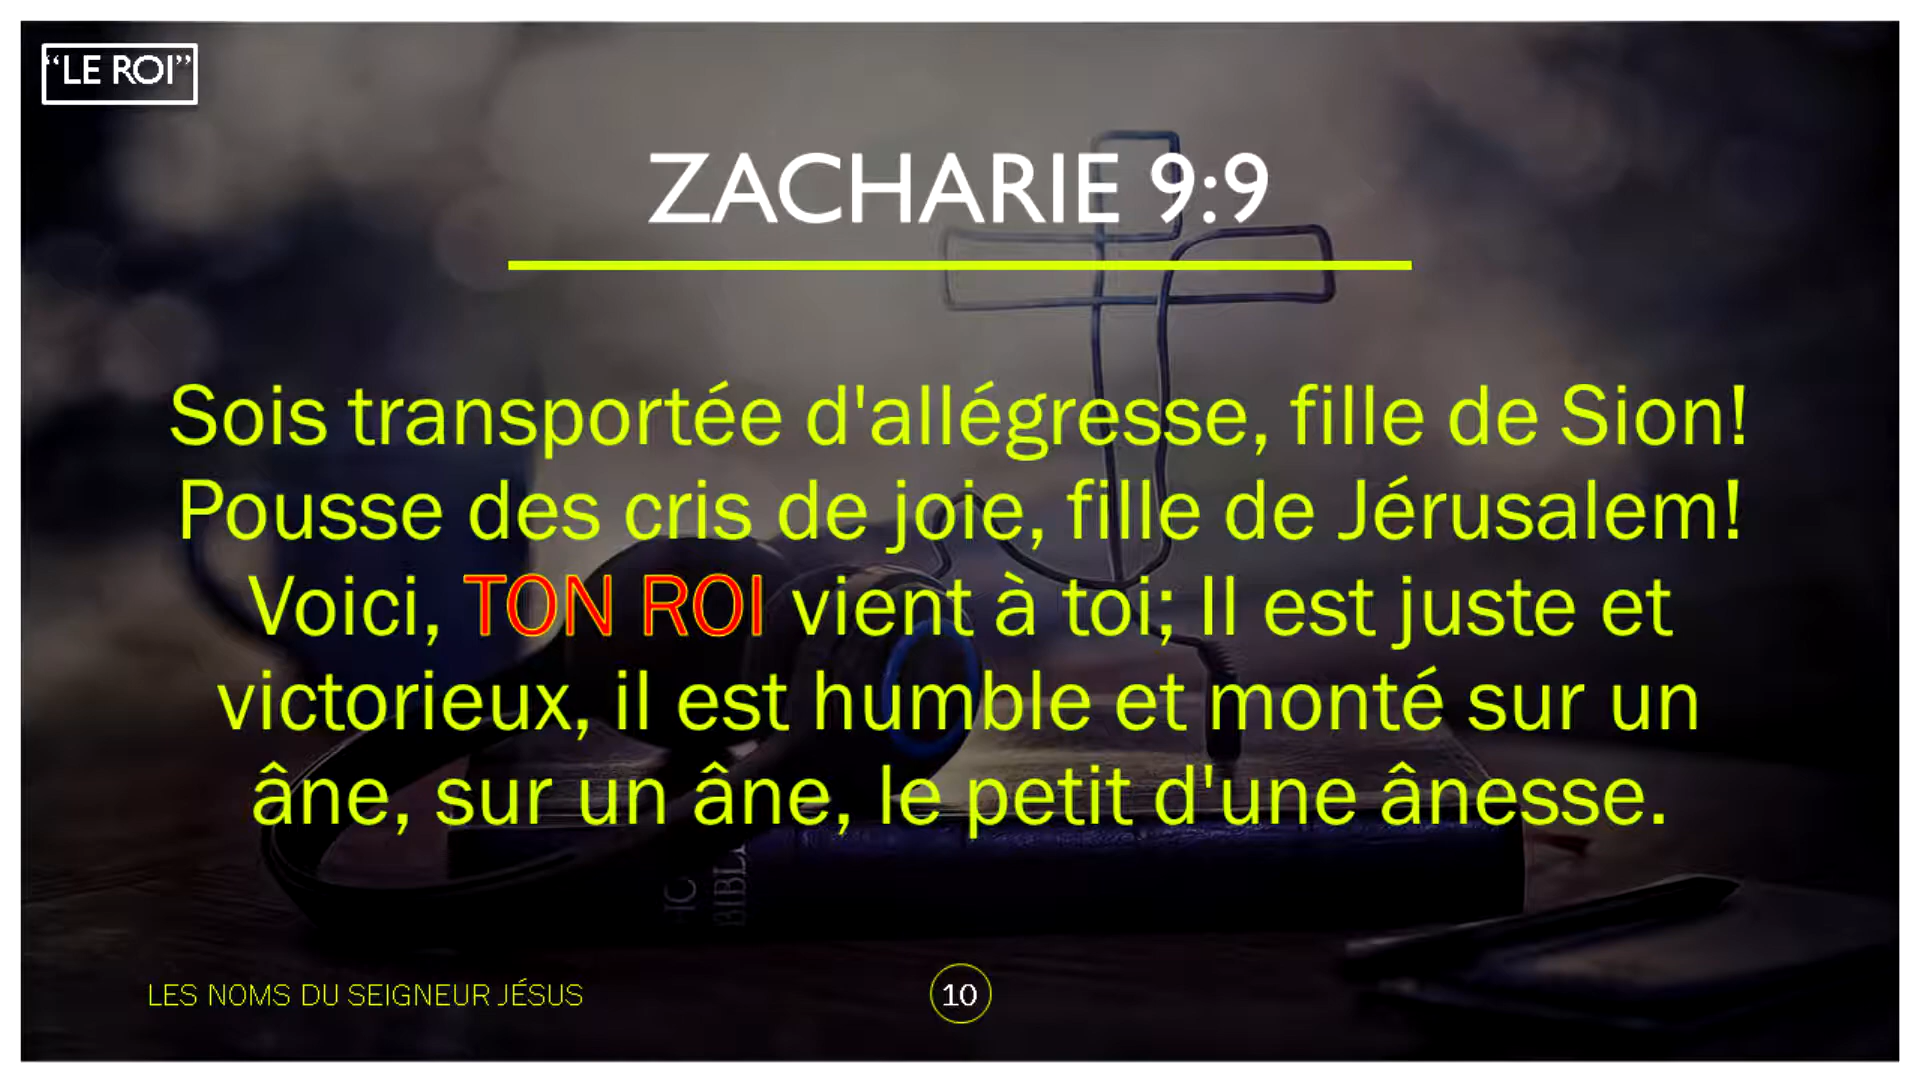 “LE ROI”
ZACHARIE 9:9
Sois transportée d'allégresse, fille de Sion!
Pousse des cris de joie, fille de Jérusalem!
Voici, TON ROI vient à toi; Il est juste et
victorieux, il est humble et monté sur un
âne, sur un âne, le petit d'une ânesse.
BIBL
LES NOMS DU SEIGNEUR JÉSUS
10